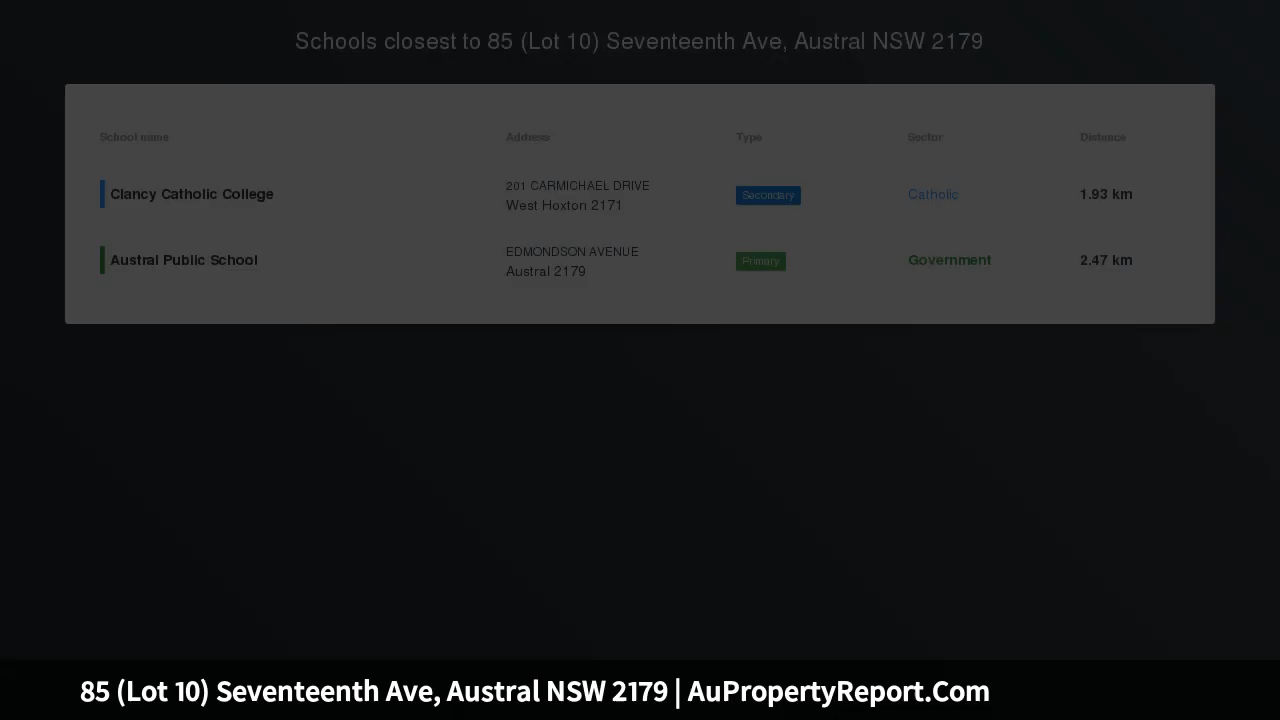 Schools closest to 85 (Lot 10) Seventeenth Ave, Austral NSW 2179
School name Address Type Sector Distance
Clancy Catholic College 201 CARMICHAEL DRIVE West Hoxton 2171 Secondary Catholic 1.93 km
Austral Public School EDMONDSON AVENUE Austral 2179 Primary Government 2.47 km
85 (Lot 10) Seventeenth Ave, Austral NSW 2179 | AuPropertyReport.Com